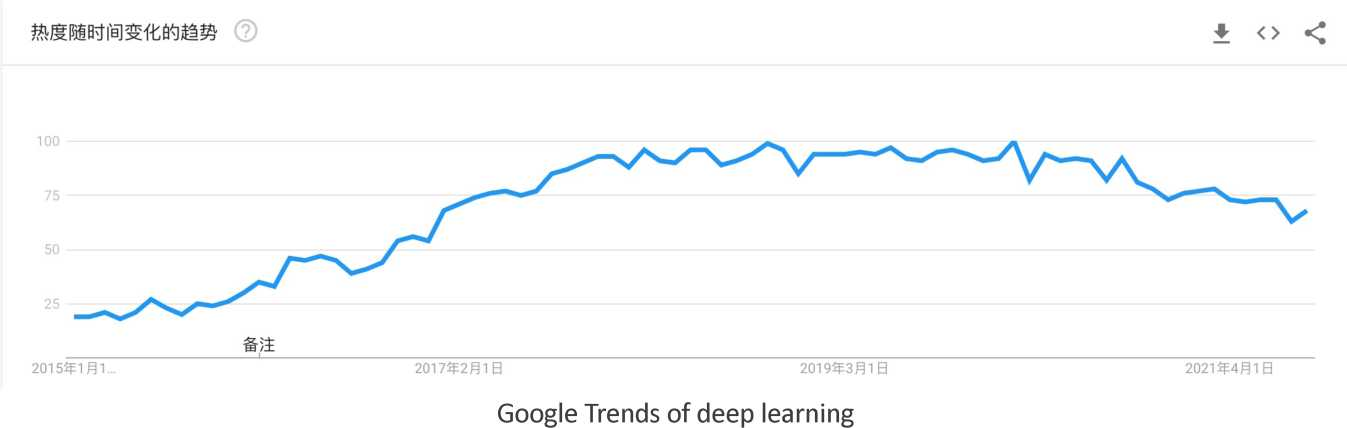 热度随时间变化的趋势 ?
100
75
50
25
备注
2015年1月1... 2017年2月1日 2019年3月1日 2021年4月1日
Google Trends of deep learning